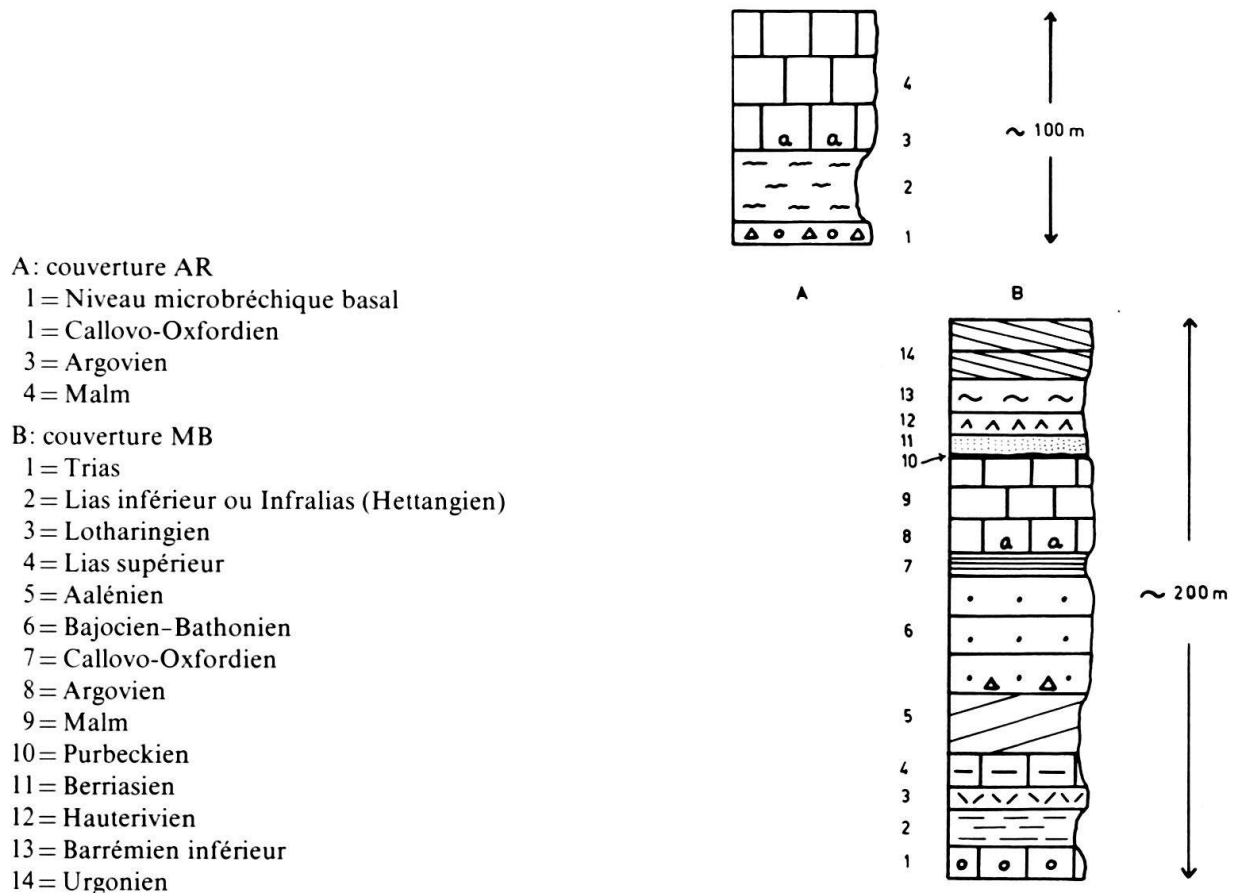 A: couverture AR
1 = Niveau microbréchique basal
1 = Callovo-Oxfordien
3 = Argovien
4 = Malm
B: couverture MB
1 = Trias
2 = Lias inférieur ou Infralias (Hettangien)
3 = Lotharingien
4 = Lias supérieur
5 = Aalénien
6 = Bajocien-Bathonien
7 = Callovo-Oxfordien
8 = Argovien
9 = Malm
10 = Purbeckien
11 = Berriasien
12 = Hauterivien
13 = Barrémien inférieur
14 = Urgonien
4
a a
3
2
1
~ 100 m
A
B
14
13
12
11
10
9
8
a a
7
6
5
4
3
2
1
~ 200 m